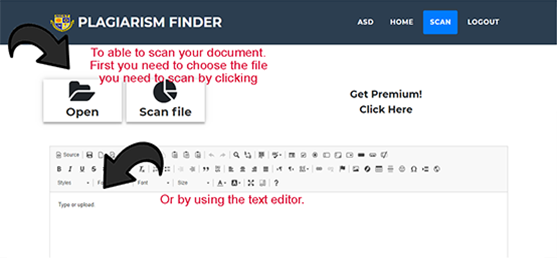 PLAGIARISM FINDER
ASD HOME SCAN LOGOUT
To able to scan your document.
First you need to choose the file
you need to scan by clicking
Open
Scan file
Get Premium!
Click Here
Source
Styles Font Size
Type or upload
Or by using the text editor.